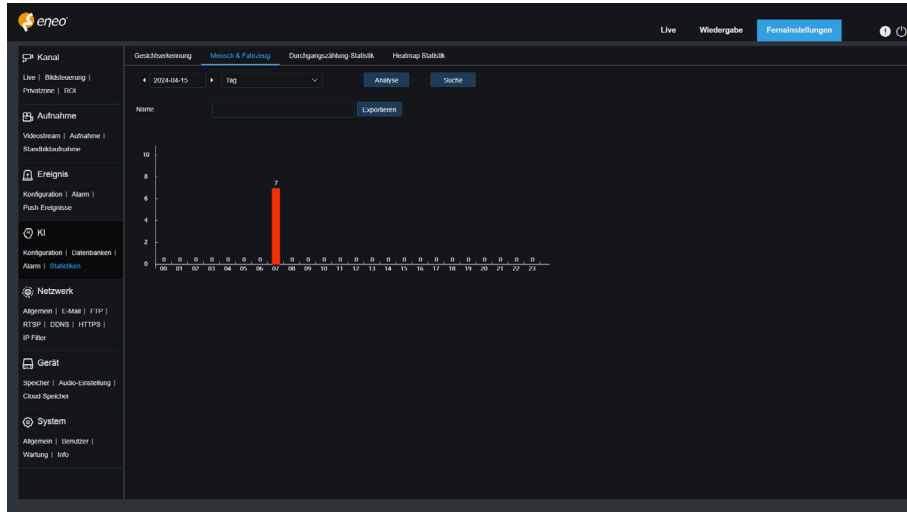 eneo
Live Wiedergabe Ferneinstellungen
Kanal
Live | Bildsteuerung |
Privatzone | ROI
Aufnahme
Videostream | Aufnahme |
Standbildaufnahme
Ereignis
Konfiguration | Alarm |
Push-Ereignisse
KI
Konfiguration | Datenbanken |
Alarm | Statistiken
Netzwerk
Allgemein | E-Mail | FTP |
RTSP | DDNS | HTTPS |
IP Filter
Gerät
Speicher | Audio-Einstellung |
Cloud-Speicher
System
Allgemein | Benutzer |
Wartung | Info
Gesichtserkennung Mensch & Fahrzeug Durchgangszählung-Statistik Heatmap Statistik
2024-04-15 Tag Analyse Suche
Name Exportieren
10
8
7
6
4
2
0 0 0 0 0 0 0 0 0 0 0 0 0 0 0 0 0 0 0 0 0 0 0
0
00 01 02 03 04 05 06 07 08 09 10 11 12 13 14 15 16 17 18 19 20 21 22 23